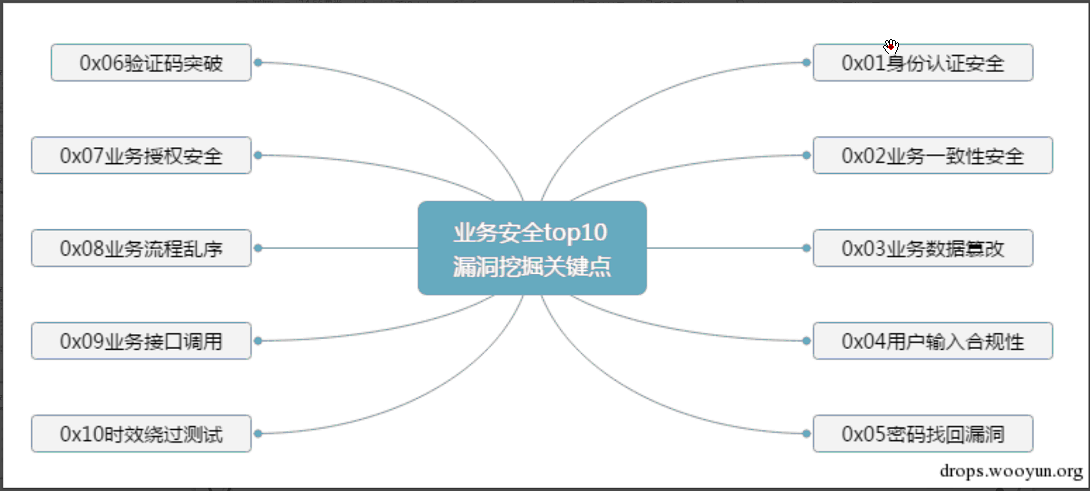 业务安全top10
漏洞挖掘关键点
0x01身份认证安全
0x02业务一致性安全
0x03业务数据篡改
0x04用户输入合规性
0x05密码找回漏洞
0x06验证码突破
0x07业务授权安全
0x08业务流程乱序
0x09业务接口调用
0x10时效绕过测试
drops.wooyun.org